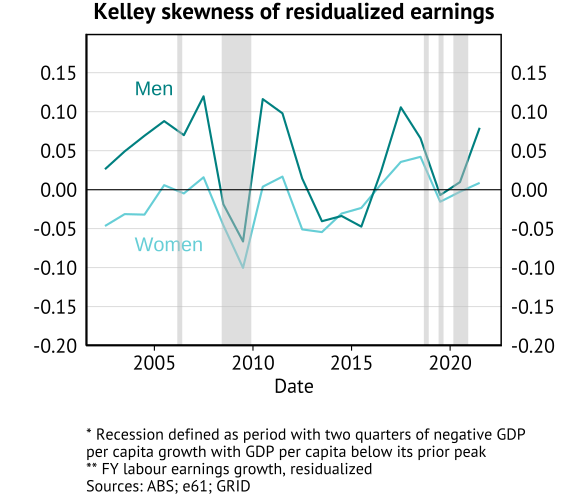 Kelley skewness of residualized earnings
0.15 0.15
Men
0.10 0.10
0.05 0.05
0.00 0.00
-0.05 -0.05
Women
-0.10 -0.10
-0.15 -0.15
-0.20 -0.20
2005 2010 2015 2020
Date
* Recession defined as period with two quarters of negative GDP
per capita growth with GDP per capita below its prior peak
** FY labour earnings growth, residualized
Sources: ABS; e61; GRID